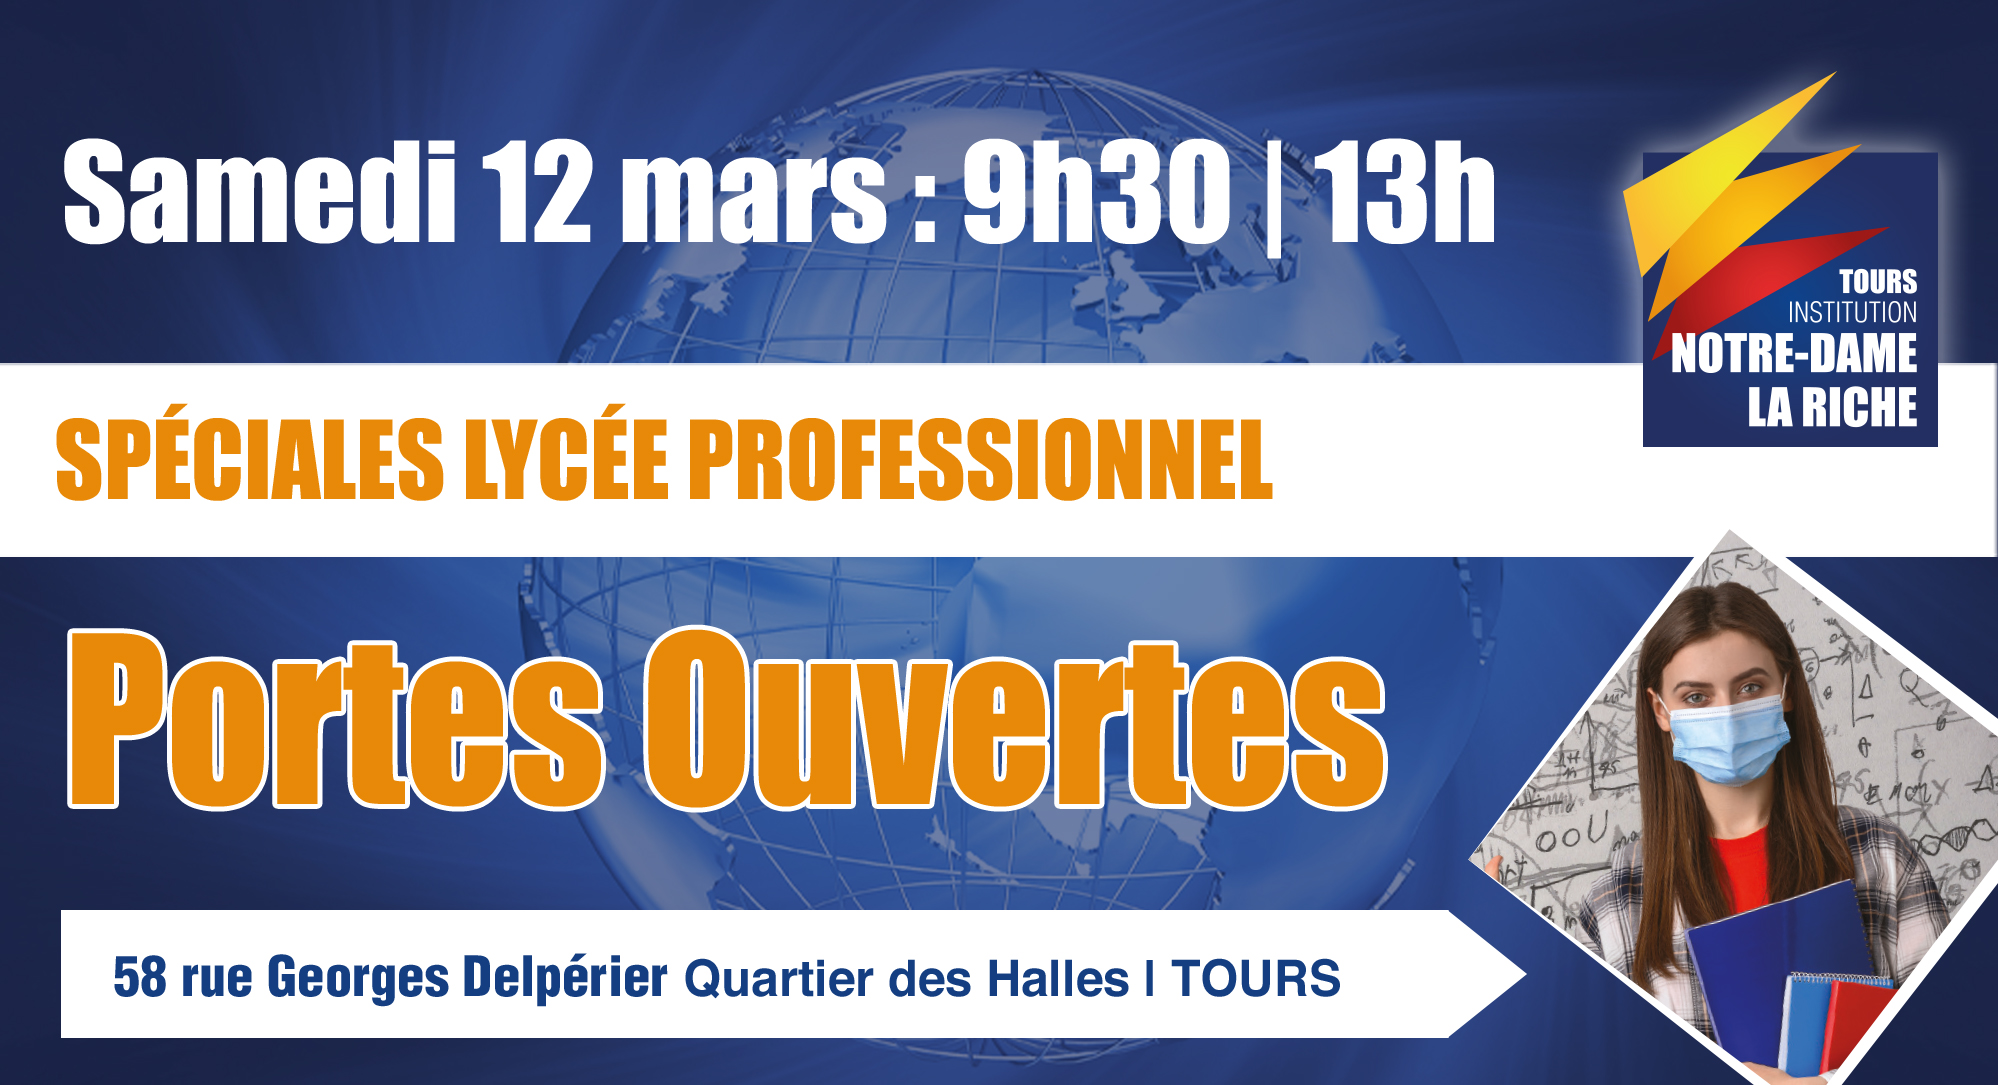 Samedi 12 mars : 9h30 | 13h
TOURS
INSTITUTION
NOTRE-DAME
LA RICHE
SPÉCIALES LYCÉE PROFESSIONNEL
Portes Ouvertes
58 rue Georges Delpérier Quartier des Halles | TOURS